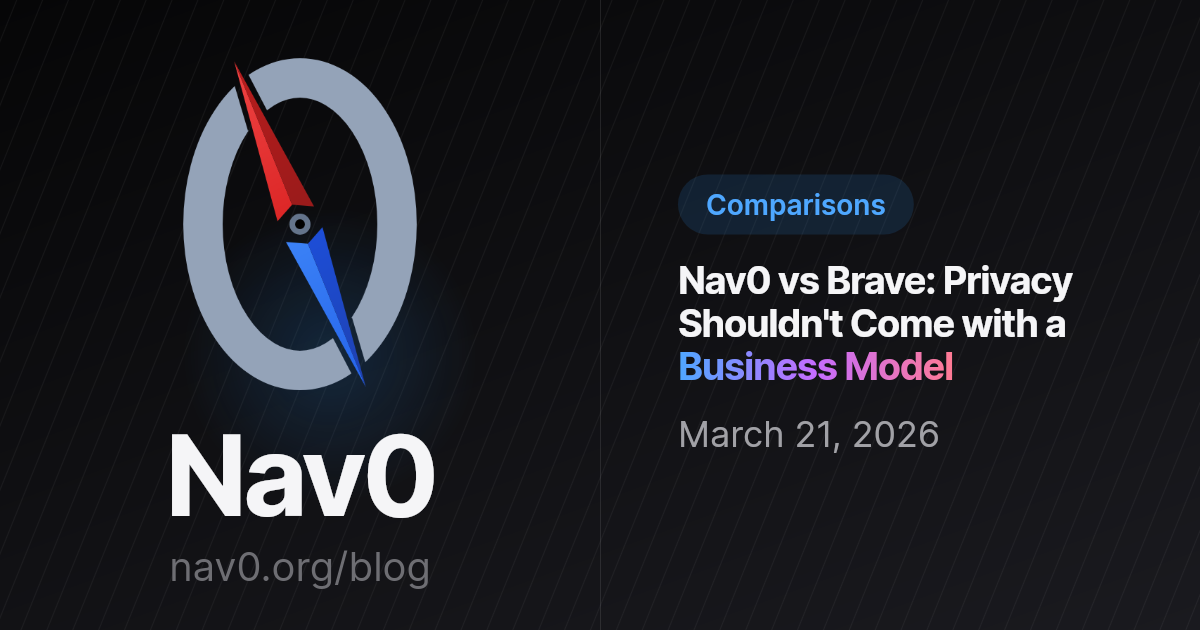 Nav0
nav0.org/blog
Comparisons
Nav0 vs Brave: Privacy
Shouldn't Come with a
Business Model
March 21, 2026